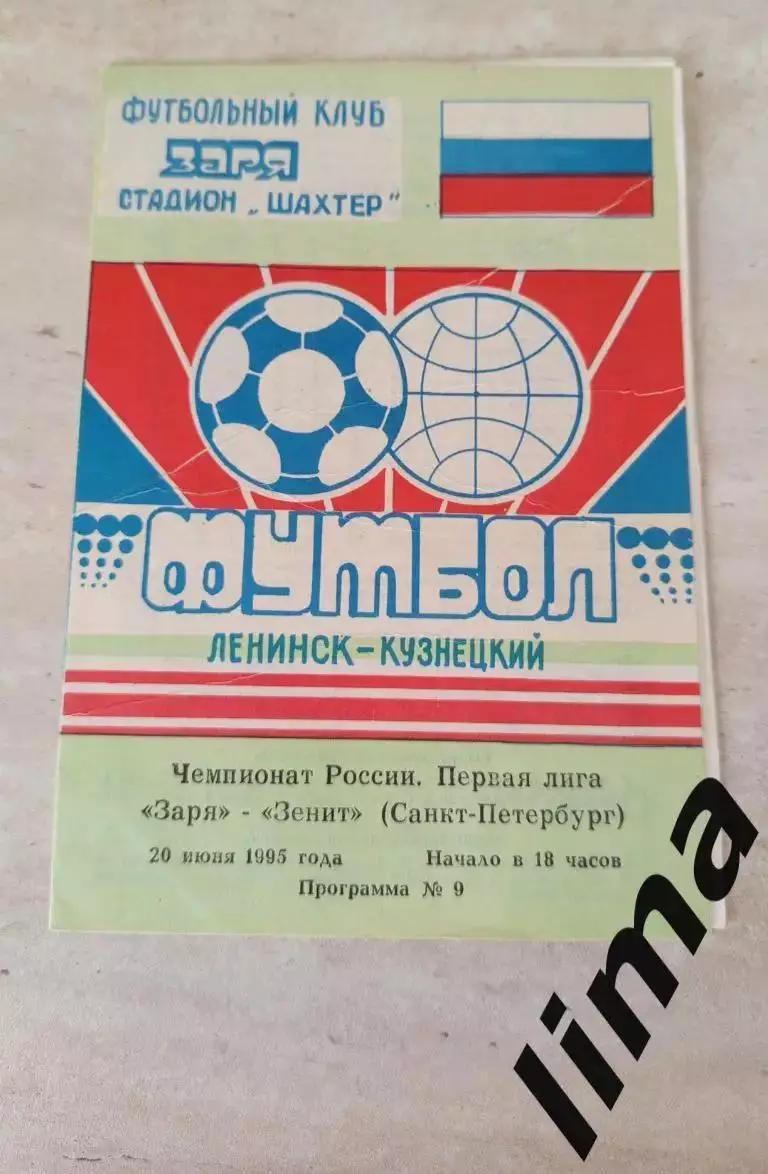 ФУТБОЛЬНЫЙ КЛУБ
ЗАРЯ
СТАДИОН „ШАХТЕР"
ФУТБОЛ
ЛЕНИНСК-КУЗНЕЦКИЙ
Чемпионат России. Первая лига
«Заря» - «Зенит» (Санкт-Петербург)
20 июня 1995 года Начало в 18 часов
Программа № 9
lima